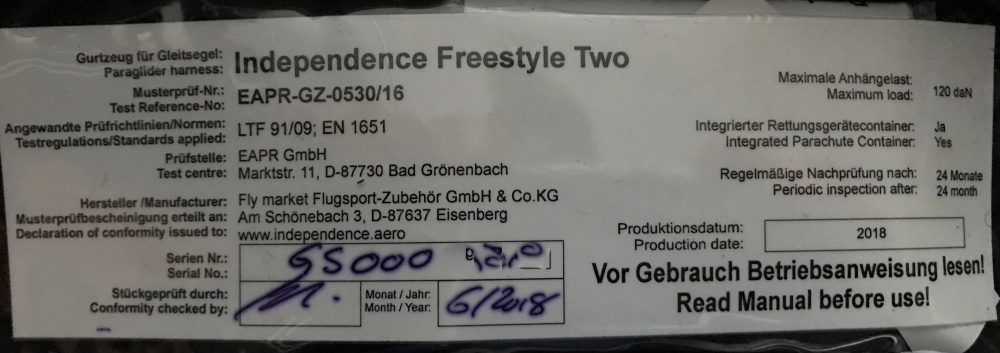 Gurtzeug für Gleitsegel:
Paraglider harness:
Independence Freestyle Two
Musterprüf-Nr.:
Test Reference-No:
EAPR-GZ-0530/16
Angewandte Prüfrichtlinien/Normen:
Testregulations/Standards applied:
LTF 91/09; EN 1651
Prüfstelle: EAPR GmbH
Test centre: Marktstr. 11, D-87730 Bad Grönenbach
Hersteller /Manufacturer: Fly market Flugsport-Zubehör GmbH & Co.KG
Musterprüfbescheinigung erteilt an: Am Schönebach 3, D-87637 Eisenberg
Declaration of conformity issued to: www.independence.aero
Serien Nr.:
Serial No.:
Stückgeprüft durch:
Conformity checked by:
Monat / Jahr:
Month / Year:
6/2018
Maximale Anhängelast:
Maximum load:
120 daN
Integrierter Rettungsgerätecontainer: Ja
Integrated Parachute Container: Yes
Regelmäßige Nachprüfung nach: 24 Monate
Periodic inspection after: 24 month
Produktionsdatum:
Production date:
2018
Vor Gebrauch Betriebsanweisung lesen!
Read Manual before use!